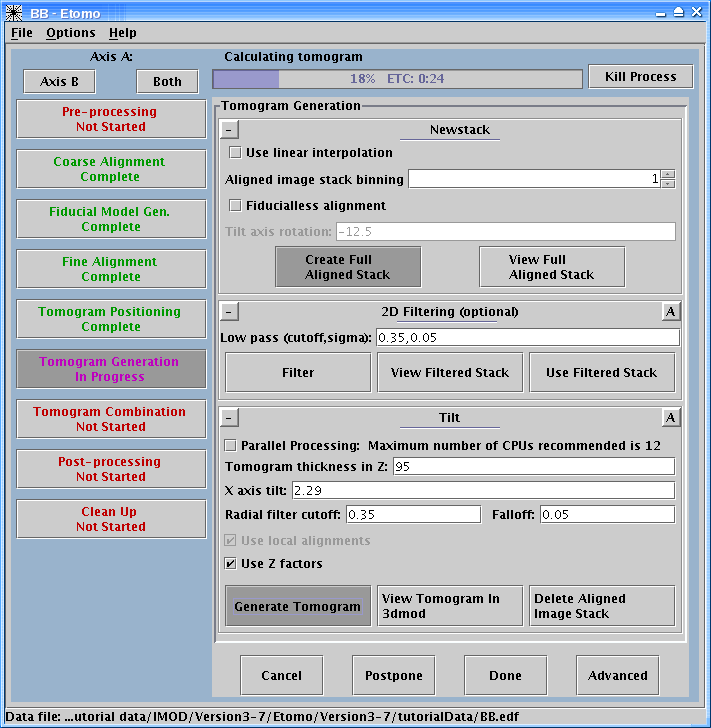 BB - Etomo
File Options Help
Axis A:
Calculating tomogram
Axis B
Both
18% ETC: 0:24
Kill Process
Pre-processing
Not Started
Coarse Alignment
Complete
Fiducial Model Gen.
Complete
Fine Alignment
Complete
Tomogram Positioning
Complete
Tomogram Generation
In Progress
Tomogram Combination
Not Started
Post-processing
Not Started
Clean Up
Not Started
Tomogram Generation
- Newstack
Use linear interpolation
Aligned image stack binning 1
Fiducialless alignment
Tilt axis rotation: -12.5
Create Full
Aligned Stack
View Full
Aligned Stack
- 2D Filtering (optional) A
Low pass (cutoff,sigma): 0.35,0.05
Filter
View Filtered Stack
Use Filtered Stack
- Tilt A
Parallel Processing: Maximum number of CPUs recommended is 12
Tomogram thickness in Z: 95
X axis tilt: 2.29
Radial filter cutoff: 0.35 Falloff: 0.05
Use local alignments
Use Z factors
Generate Tomogram
View Tomogram In
3dmod
Delete Aligned
Image Stack
Cancel
Postpone
Done
Advanced
Data file: ...utorial data/IMOD/Version3-7/Etomo/Version3-7/tutorialData/BB.edf